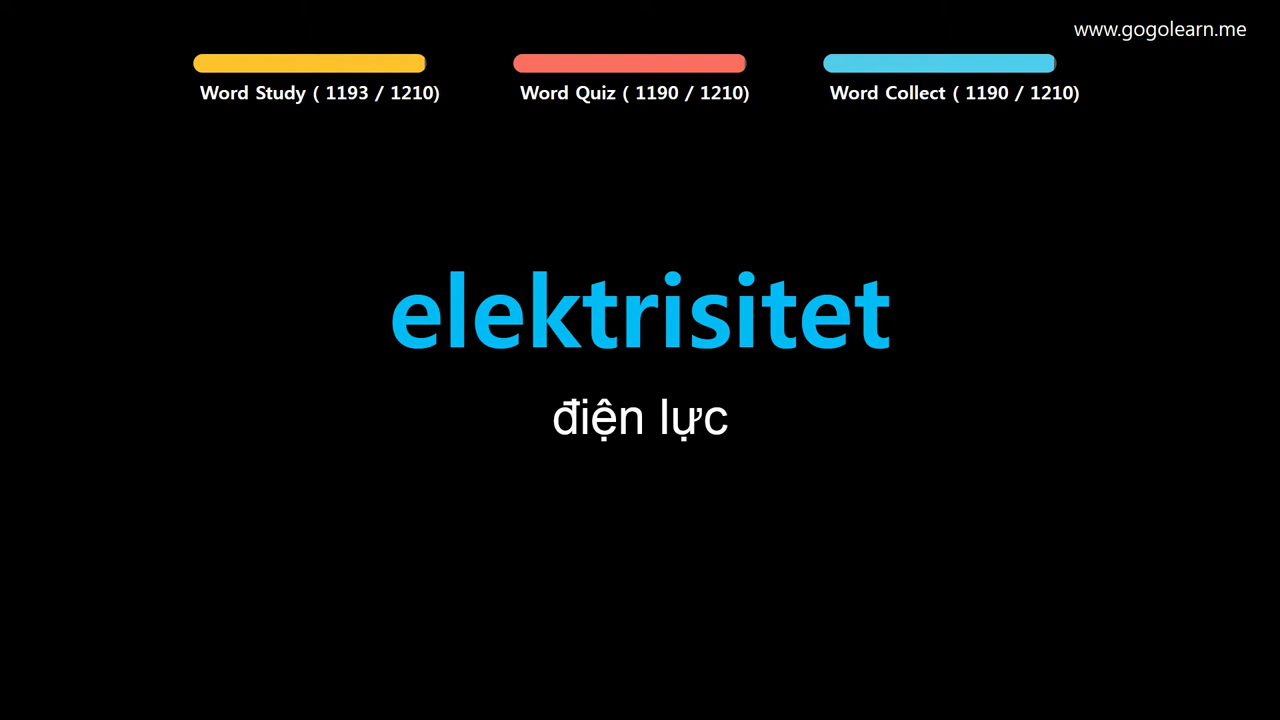 www.gogolearn.me
Word Study ( 1193 / 1210)
Word Quiz ( 1190 / 1210)
Word Collect ( 1190 / 1210)
elektrisitet
điện lực